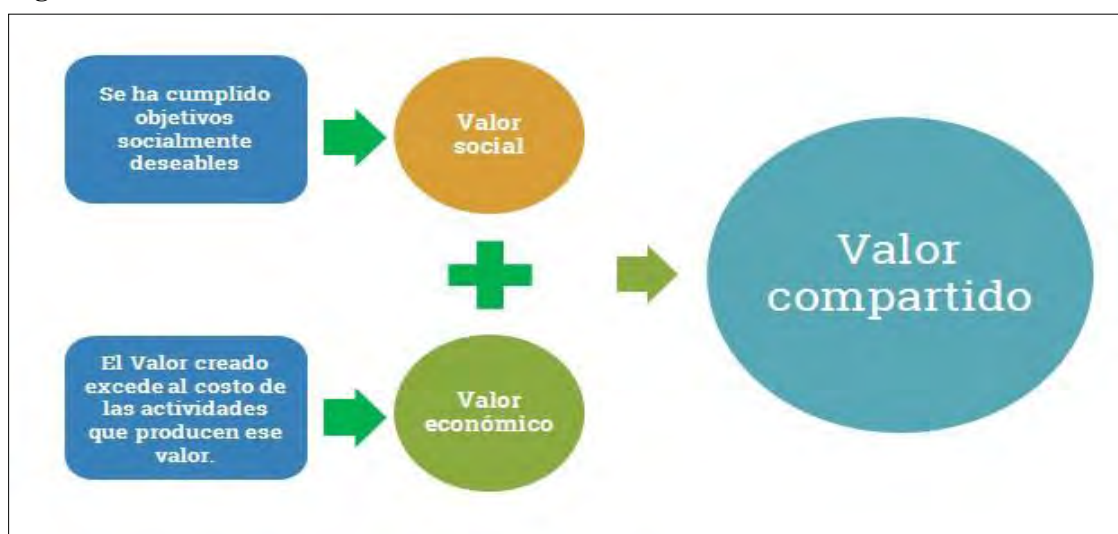 Se ha cumplido
objetivos
socialmente
deseables
Valor
social
Valor
compartido
El Valor creado
excede al costo de
las actividades
que producen ese
valor.
Valor
económico